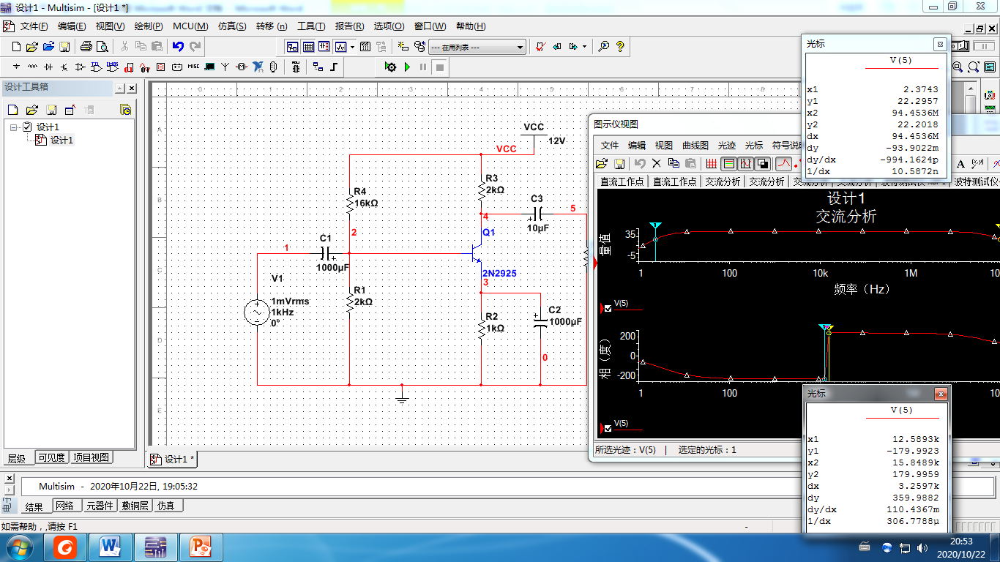 设计1 - Multisim - [设计1 *]
文件(F) 编辑(E) 视图(V) 绘制(P) MCU(M) 仿真(S) 转移 (n) 工具(T) 报告(R) 选项(O) 窗口(W) 帮助(H)
--- 在用列表 ---
MISC
设计工具箱
设计1
设计1
层级 可见度 项目视图
0 1 2 3 4 5 6 7 8
A
B
C
D
E
VCC
12V
VCC
R4
16kΩ
R3
2kΩ
C3
10µF
5
4
2
Q1
2N2925
3
1
C1
1000µF
V1
1mVrms
1kHz
0°
R1
2kΩ
R2
1kΩ
C2
1000µF
0
设计1 *
图示仪视图
文件 编辑 视图 曲线图 光迹 光标 符号说明
直流工作点 直流工作点 交流分析 交流分析
设计1
交流分析
量值
35
-5
1 100 10k 1M
频率（Hz）
V(5)
相（度）
200
0
-200
1 100
V(5)
所选光迹：V(5) | 选定的光标：1
光标
V(5)
x1 2.3743
y1 22.2957
x2 94.4536M
y2 22.2018
dx 94.4536M
dy -93.9022m
dy/dx -994.1624p
1/dx 10.5872n
光标
V(5)
x1 12.5893k
y1 -179.9923
x2 15.8489k
y2 179.9959
dx 3.2597k
dy 359.9882
dy/dx 110.4367m
1/dx 306.7788µ
Multisim - 2020年10月22日, 19:05:32
结果 网络 元器件 敷铜层 仿真
如需帮助，,请按 F1
-
20:53
2020/10/22